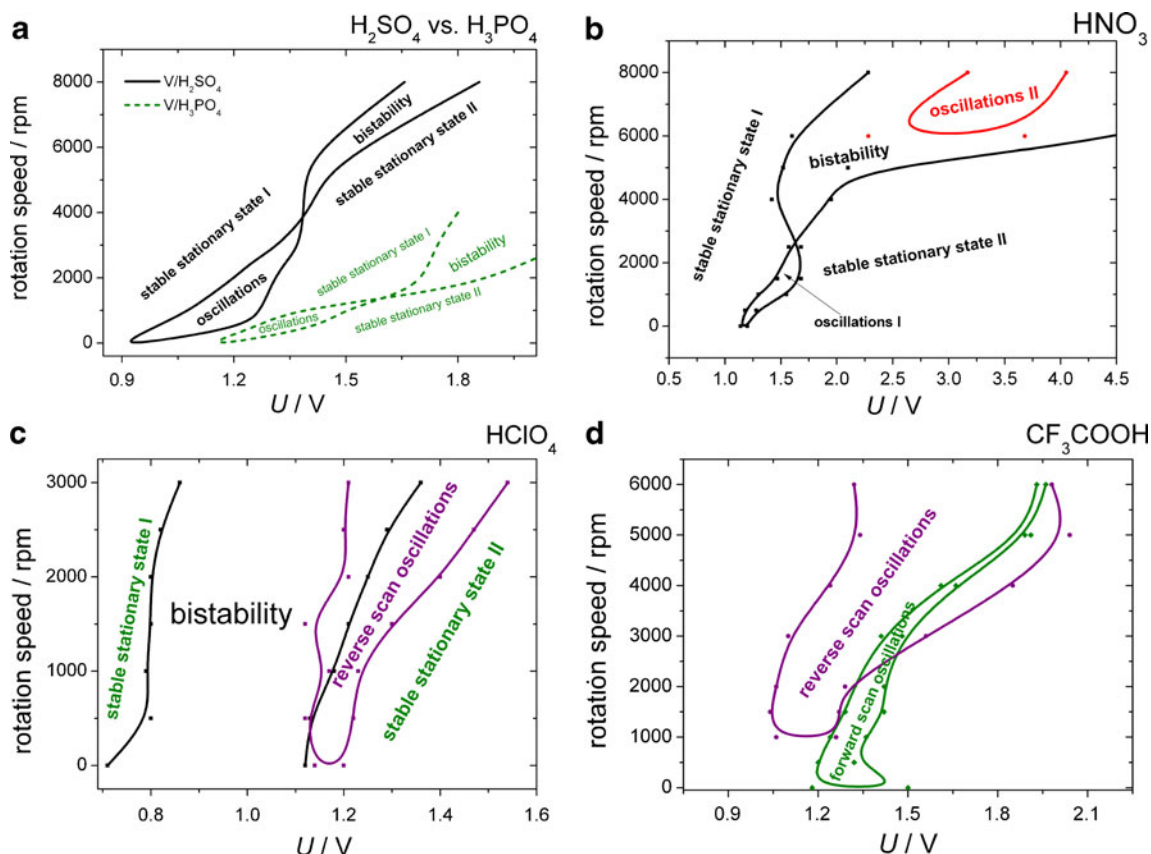 a
H₂SO₄ vs. H₃PO₄
V/H₂SO₄
V/H₃PO₄
8000
6000
4000
2000
0
rotation speed / rpm
stable stationary state I
oscillations
bistability
stable stationary state II
stable stationary state I
bistability
oscillations
stable stationary state II
0.9 1.2 1.5 1.8
U / V
b
HNO₃
8000
6000
4000
2000
0
rotation speed / rpm
stable stationary state I
oscillations II
bistability
stable stationary state II
oscillations I
0.5 1.0 1.5 2.0 2.5 3.0 3.5 4.0 4.5
U / V
c
HClO₄
3000
2000
1000
0
rotation speed / rpm
stable stationary state I
bistability
reverse scan oscillations
stable stationary state II
0.8 1.0 1.2 1.4 1.6
U / V
d
CF₃COOH
6000
5000
4000
3000
2000
1000
0
rotation speed / rpm
reverse scan oscillations
forward scan oscillations
0.9 1.2 1.5 1.8 2.1
U / V